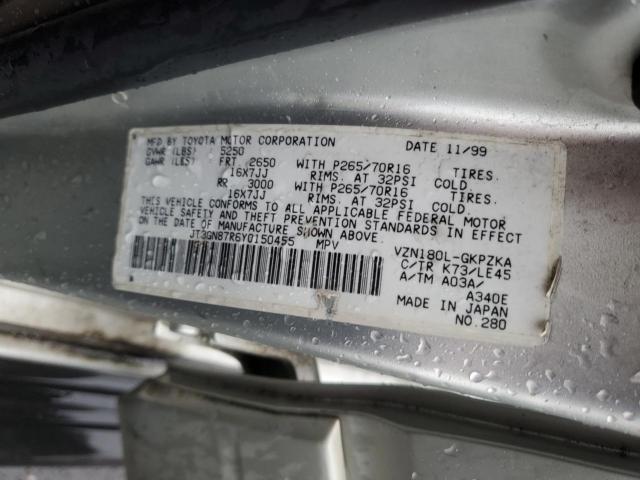 MFD BY TOYOTA MOTOR CORPORATION DATE 11/99
GVWR (LBS) 5250
GAWR (LBS) FRT 2650 WITH P265/70R16 TIRES.
16X7JJ RIMS. AT 32PSI COLD.
RR 3000 WITH P265/70R16 TIRES.
16X7JJ RIMS. AT 32PSI COLD.
THIS VEHICLE CONFORMS TO ALL APPLICABLE FEDERAL MOTOR
VEHICLE SAFETY AND THEFT PREVENTION STANDARDS IN EFFECT
ON THE DATE OF MANUFACTURE SHOWN ABOVE.
JT3GN87R6Y0150455 MPV VZN180L-GKPZKA
C/TR K73/LE45
A/TM A03A/
A340E
MADE IN JAPAN
NO.280